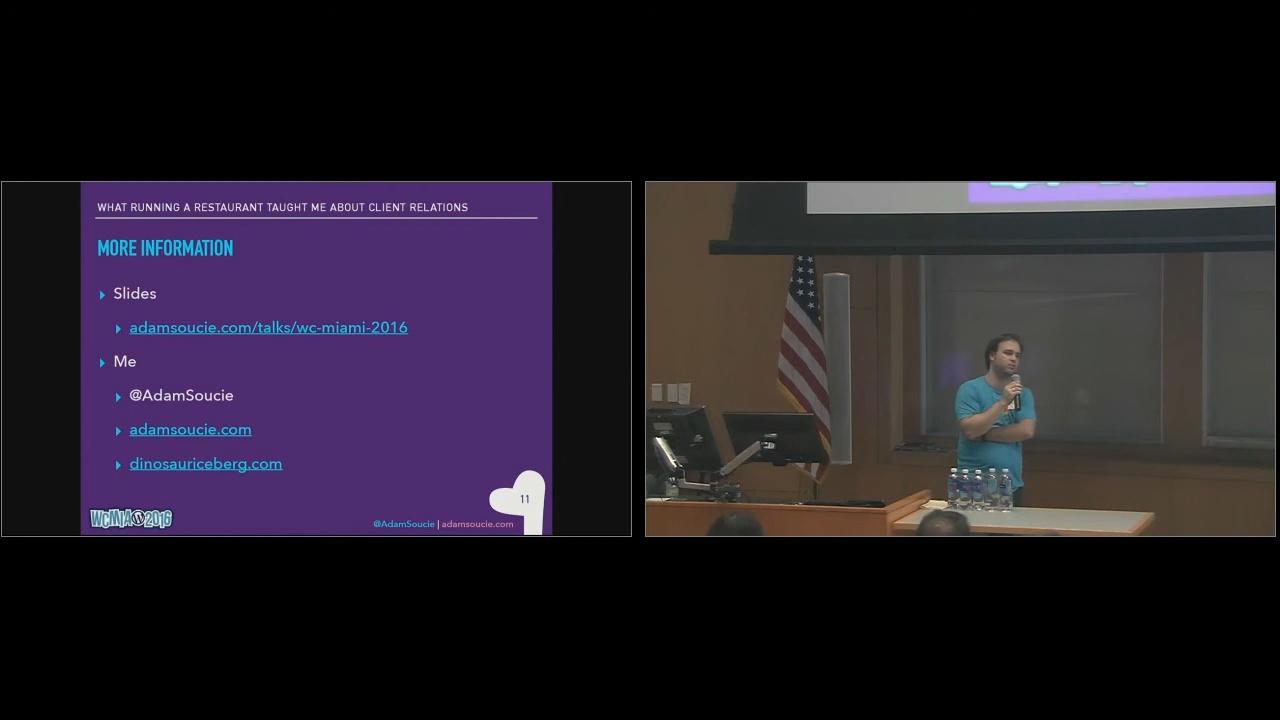 WHAT RUNNING A RESTAURANT TAUGHT ME ABOUT CLIENT RELATIONS
MORE INFORMATION
Slides
adamsoucie.com/talks/wc-miami-2016
Me
@AdamSoucie
adamsoucie.com
dinosauriceberg.com
11
WCMIA 2016
@AdamSoucie | adamsoucie.com